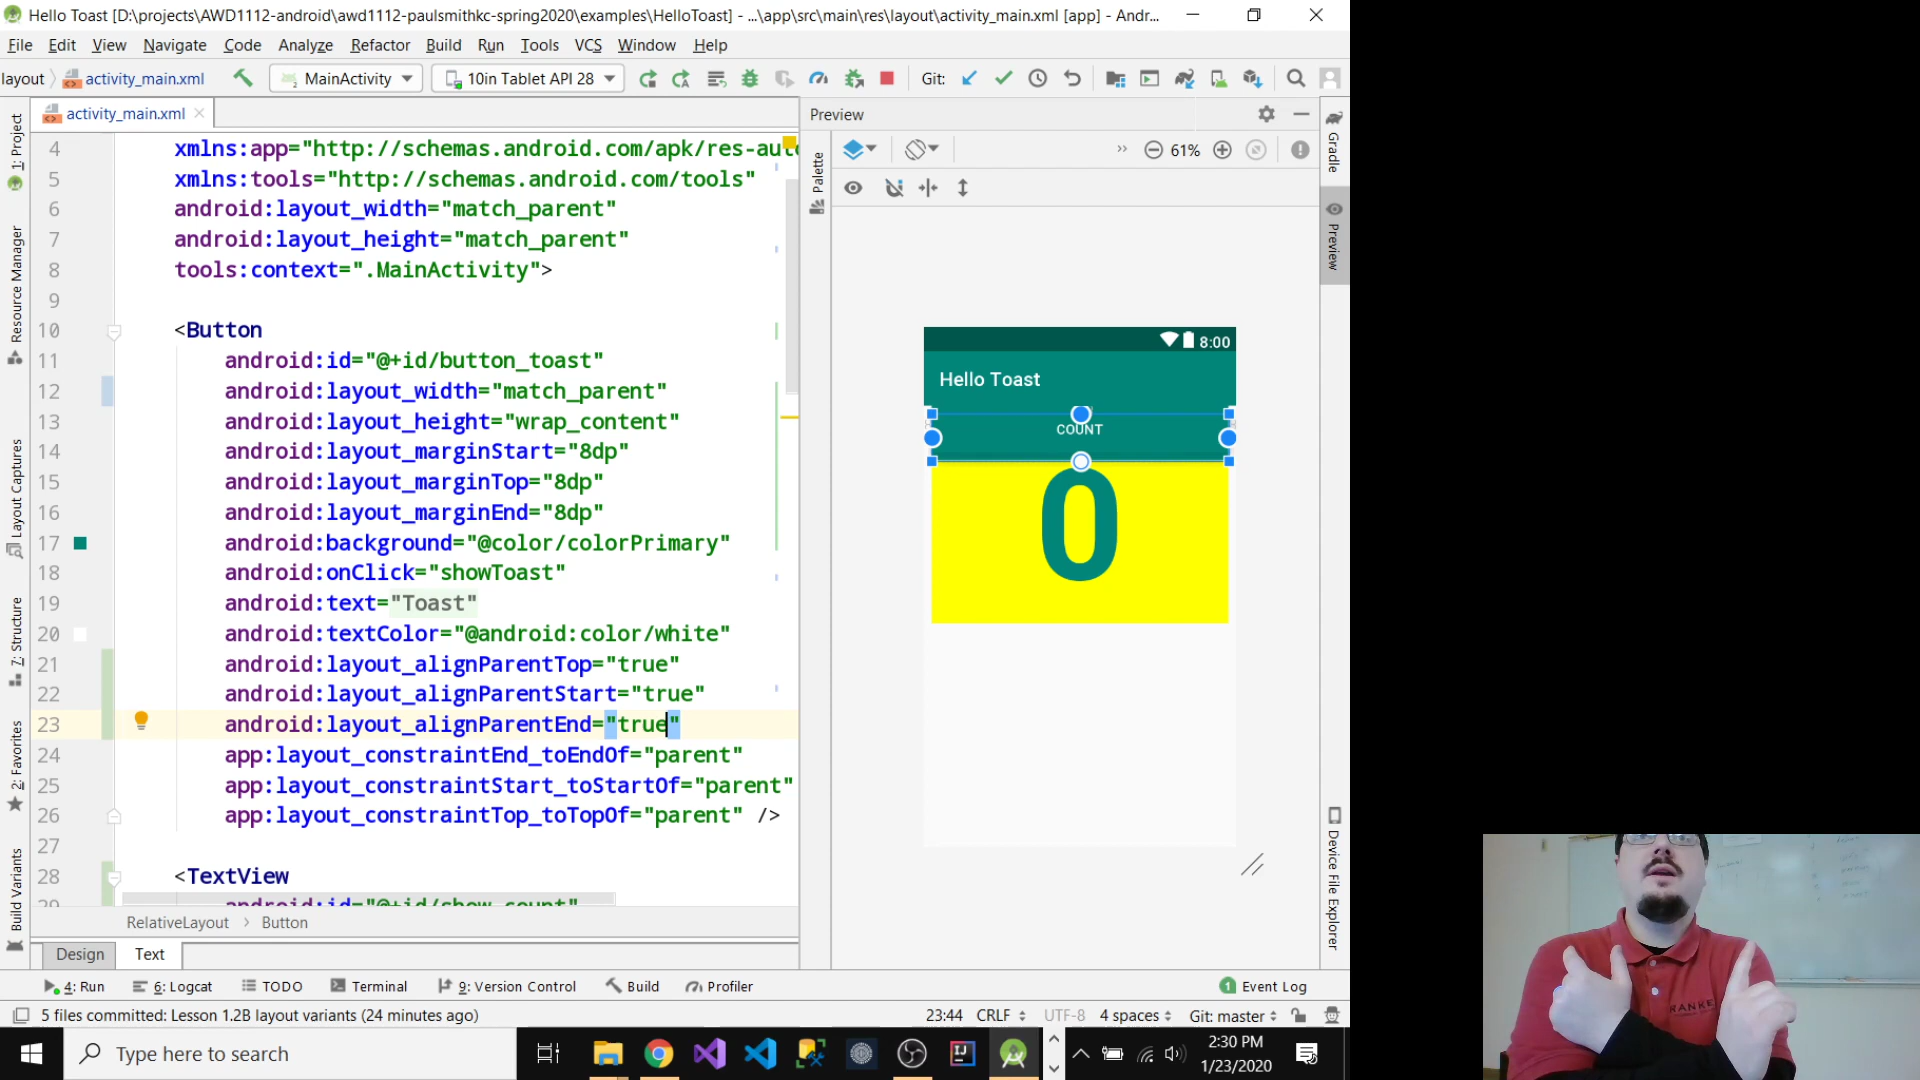 Hello Toast [D:\projects\AWD1112-android\awd1112-paulsmithkc-spring2020\examples\HelloToast] - ...\app\src\main\res\layout\activity_main.xml [app] - Andr...
File Edit View Navigate Code Analyze Refactor Build Run Tools VCS Window Help
layout activity_main.xml MainActivity 10in Tablet API 28 Git:
activity_main.xml
Preview
61%
4 xmlns:app="http://schemas.android.com/apk/res-aut
5 xmlns:tools="http://schemas.android.com/tools"
6 android:layout_width="match_parent"
7 android:layout_height="match_parent"
8 tools:context=".MainActivity">
9
10 <Button
11 android:id="@+id/button_toast"
12 android:layout_width="match_parent"
13 android:layout_height="wrap_content"
14 android:layout_marginStart="8dp"
15 android:layout_marginTop="8dp"
16 android:layout_marginEnd="8dp"
17 android:background="@color/colorPrimary"
18 android:onClick="showToast"
19 android:text="Toast"
20 android:textColor="@android:color/white"
21 android:layout_alignParentTop="true"
22 android:layout_alignParentStart="true"
23 android:layout_alignParentEnd="true"
24 app:layout_constraintEnd_toEndOf="parent"
25 app:layout_constraintStart_toStartOf="parent"
26 app:layout_constraintTop_toTopOf="parent" />
27
28 <TextView
29 android:id="@+id/show_count"
RelativeLayout > Button
Design Text
1: Project
Resource Manager
Layout Captures
7: Structure
2: Favorites
Build Variants
Palette
8:00
Hello Toast
COUNT
0
Gradle
Preview
Device File Explorer
4: Run 6: Logcat TODO Terminal 9: Version Control Build Profiler 1 Event Log
5 files committed: Lesson 1.2B layout variants (24 minutes ago) 23:44 CRLF UTF-8 4 spaces Git: master
Type here to search
2:30 PM
1/23/2020
RANKE